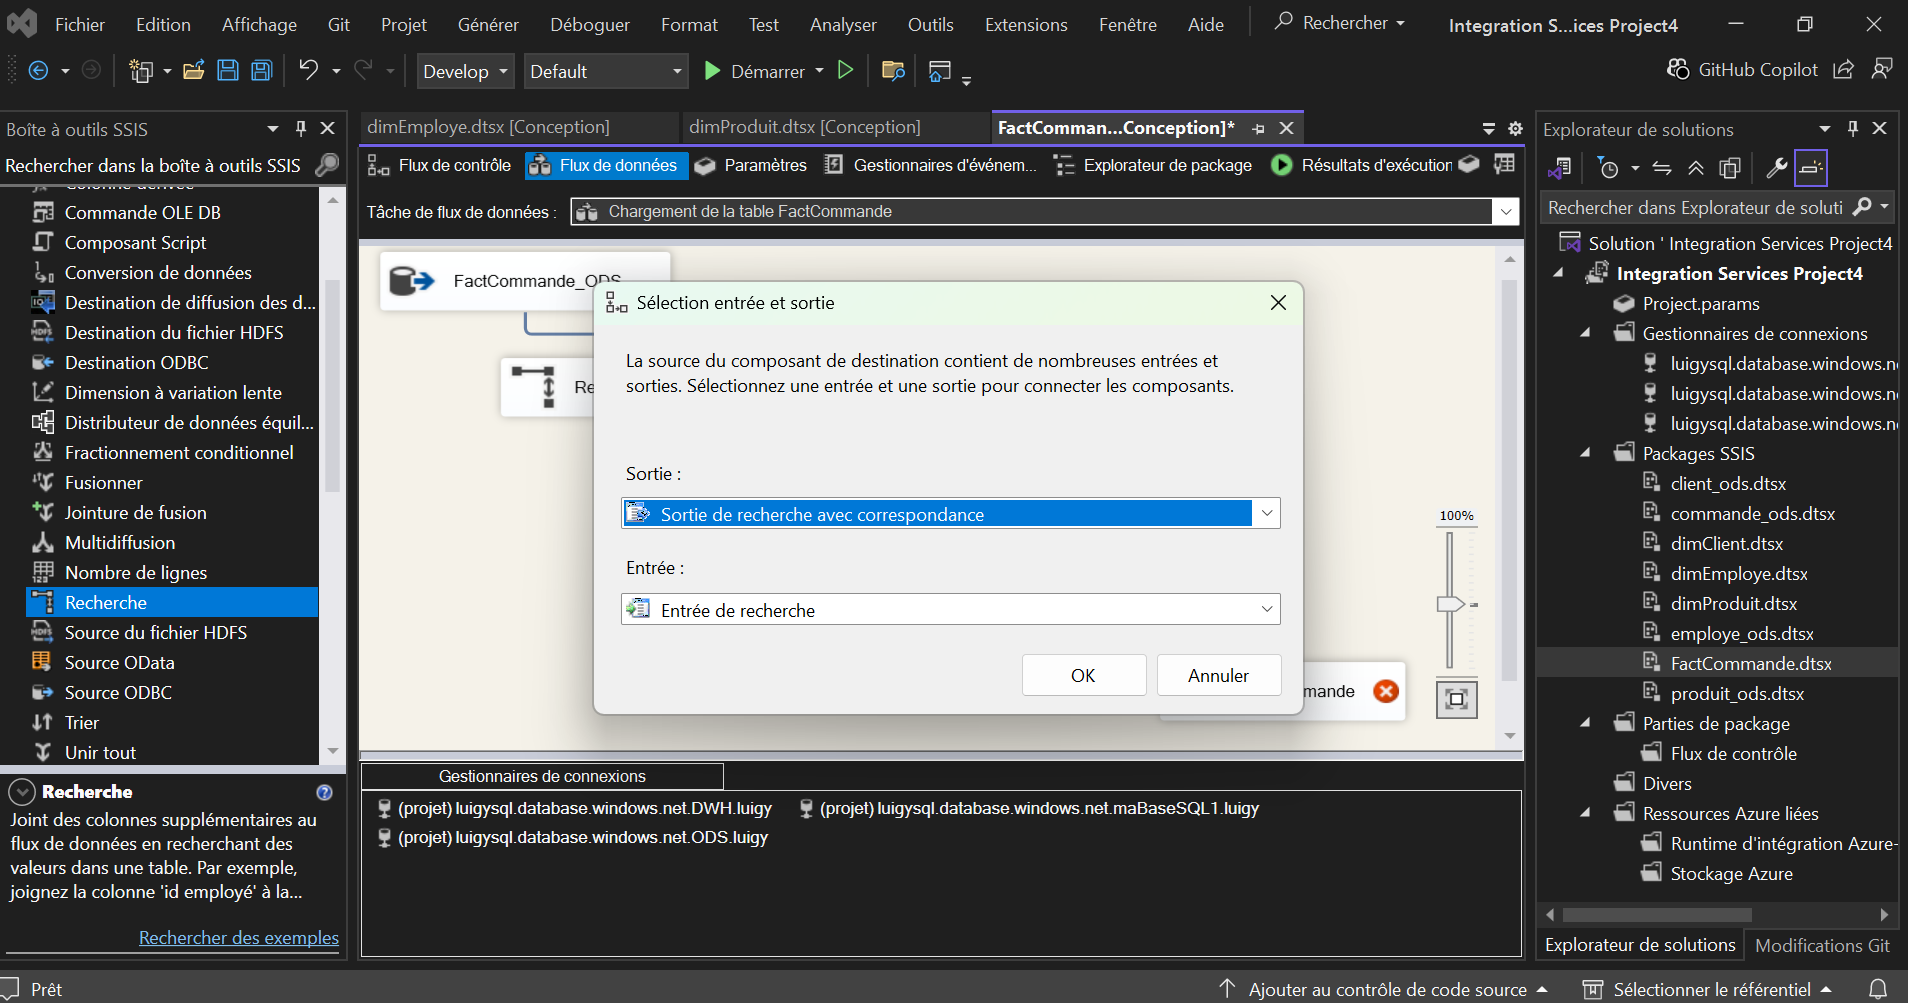 Fichier Edition Affichage Git Projet Générer Déboguer Format Test Analyser Outils Extensions Fenêtre Aide Rechercher Integration S...ices Project4
Develop Default Démarrer GitHub Copilot
Boîte à outils SSIS
Rechercher dans la boîte à outils SSIS
Colonne dérivée
Commande OLE DB
Composant Script
Conversion de données
Destination de diffusion des d...
Destination du fichier HDFS
Destination ODBC
Dimension à variation lente
Distributeur de données équil...
Fractionnement conditionnel
Fusionner
Jointure de fusion
Multidiffusion
Nombre de lignes
Recherche
Source du fichier HDFS
Source OData
Source ODBC
Trier
Unir tout
Recherche
Joint des colonnes supplémentaires au
flux de données en recherchant des
valeurs dans une table. Par exemple,
joignez la colonne 'id employé' à la...
Rechercher des exemples
dimEmploye.dtsx [Conception] dimProduit.dtsx [Conception] FactComman...Conception]*
Flux de contrôle Flux de données Paramètres Gestionnaires d'événem... Explorateur de package Résultats d'exécution
Tâche de flux de données : Chargement de la table FactCommande
FactCommande_ODS
Re
Sélection entrée et sortie
La source du composant de destination contient de nombreuses entrées et
sorties. Sélectionnez une entrée et une sortie pour connecter les composants.
Sortie :
Sortie de recherche avec correspondance
Entrée :
Entrée de recherche
OK Annuler
mande
100%
Gestionnaires de connexions
(projet) luigysql.database.windows.net.DWH.luigy (projet) luigysql.database.windows.net.maBaseSQL1.luigy
(projet) luigysql.database.windows.net.ODS.luigy
Explorateur de solutions
Rechercher dans Explorateur de soluti
Solution ' Integration Services Project4
Integration Services Project4
Project.params
Gestionnaires de connexions
luigysql.database.windows.ne
luigysql.database.windows.ne
luigysql.database.windows.ne
Packages SSIS
client_ods.dtsx
commande_ods.dtsx
dimClient.dtsx
dimEmploye.dtsx
dimProduit.dtsx
employe_ods.dtsx
FactCommande.dtsx
produit_ods.dtsx
Parties de package
Flux de contrôle
Divers
Ressources Azure liées
Runtime d'intégration Azure-
Stockage Azure
Explorateur de solutions Modifications Git
Prêt Ajouter au contrôle de code source Sélectionner le référentiel